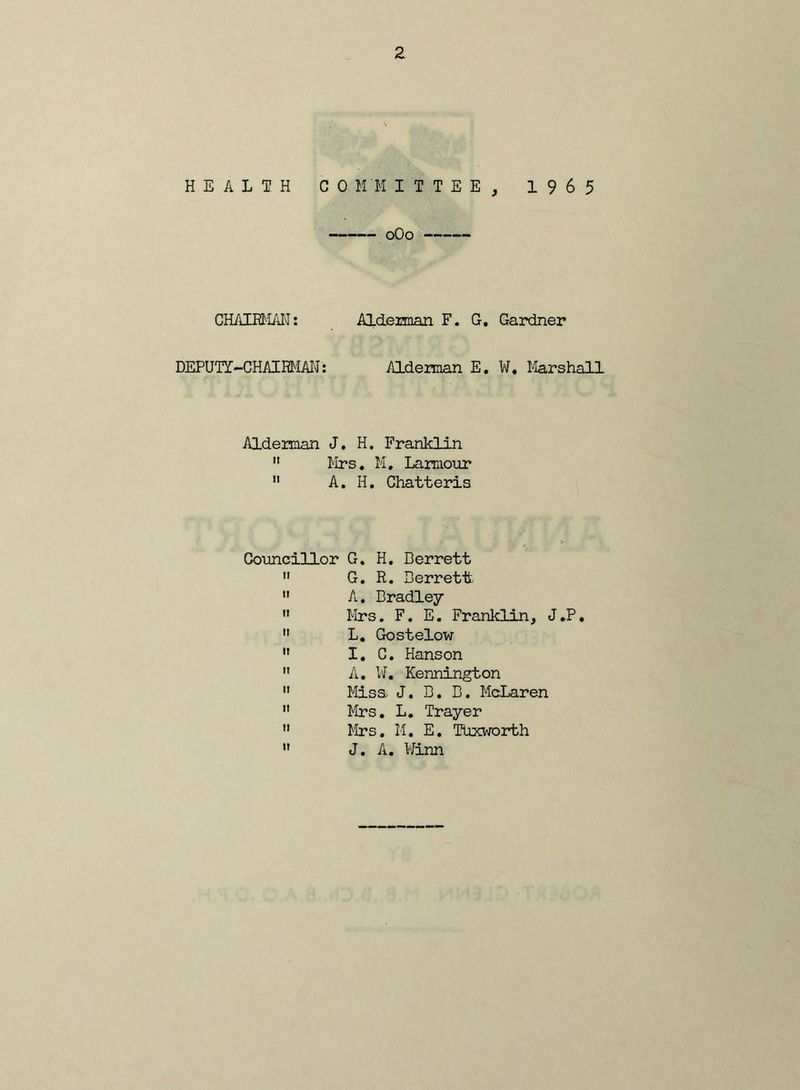 2
HEALTH COMMITTEE, 1965
——— oOo ———
CHAIRMAN: Alderman F. G. Gardner
DEPUTY-CHAIRMAN: Alderman E. W. Marshall
Alderman J. H. Franklin
" Mrs. M. Larmour
" A. H. Chatteris
Councillor G. H. Berrett
" G. R. Berrett
" A. Bradley
" Mrs. F. E. Franklin, J.P.
" L. Gostelow
" I. C. Hanson
" A. W. Kennington
" Miss. J. D. B. McLaren
" Mrs. L. Trayer
" Mrs. M. E. Tuxworth
" J. A. Winn